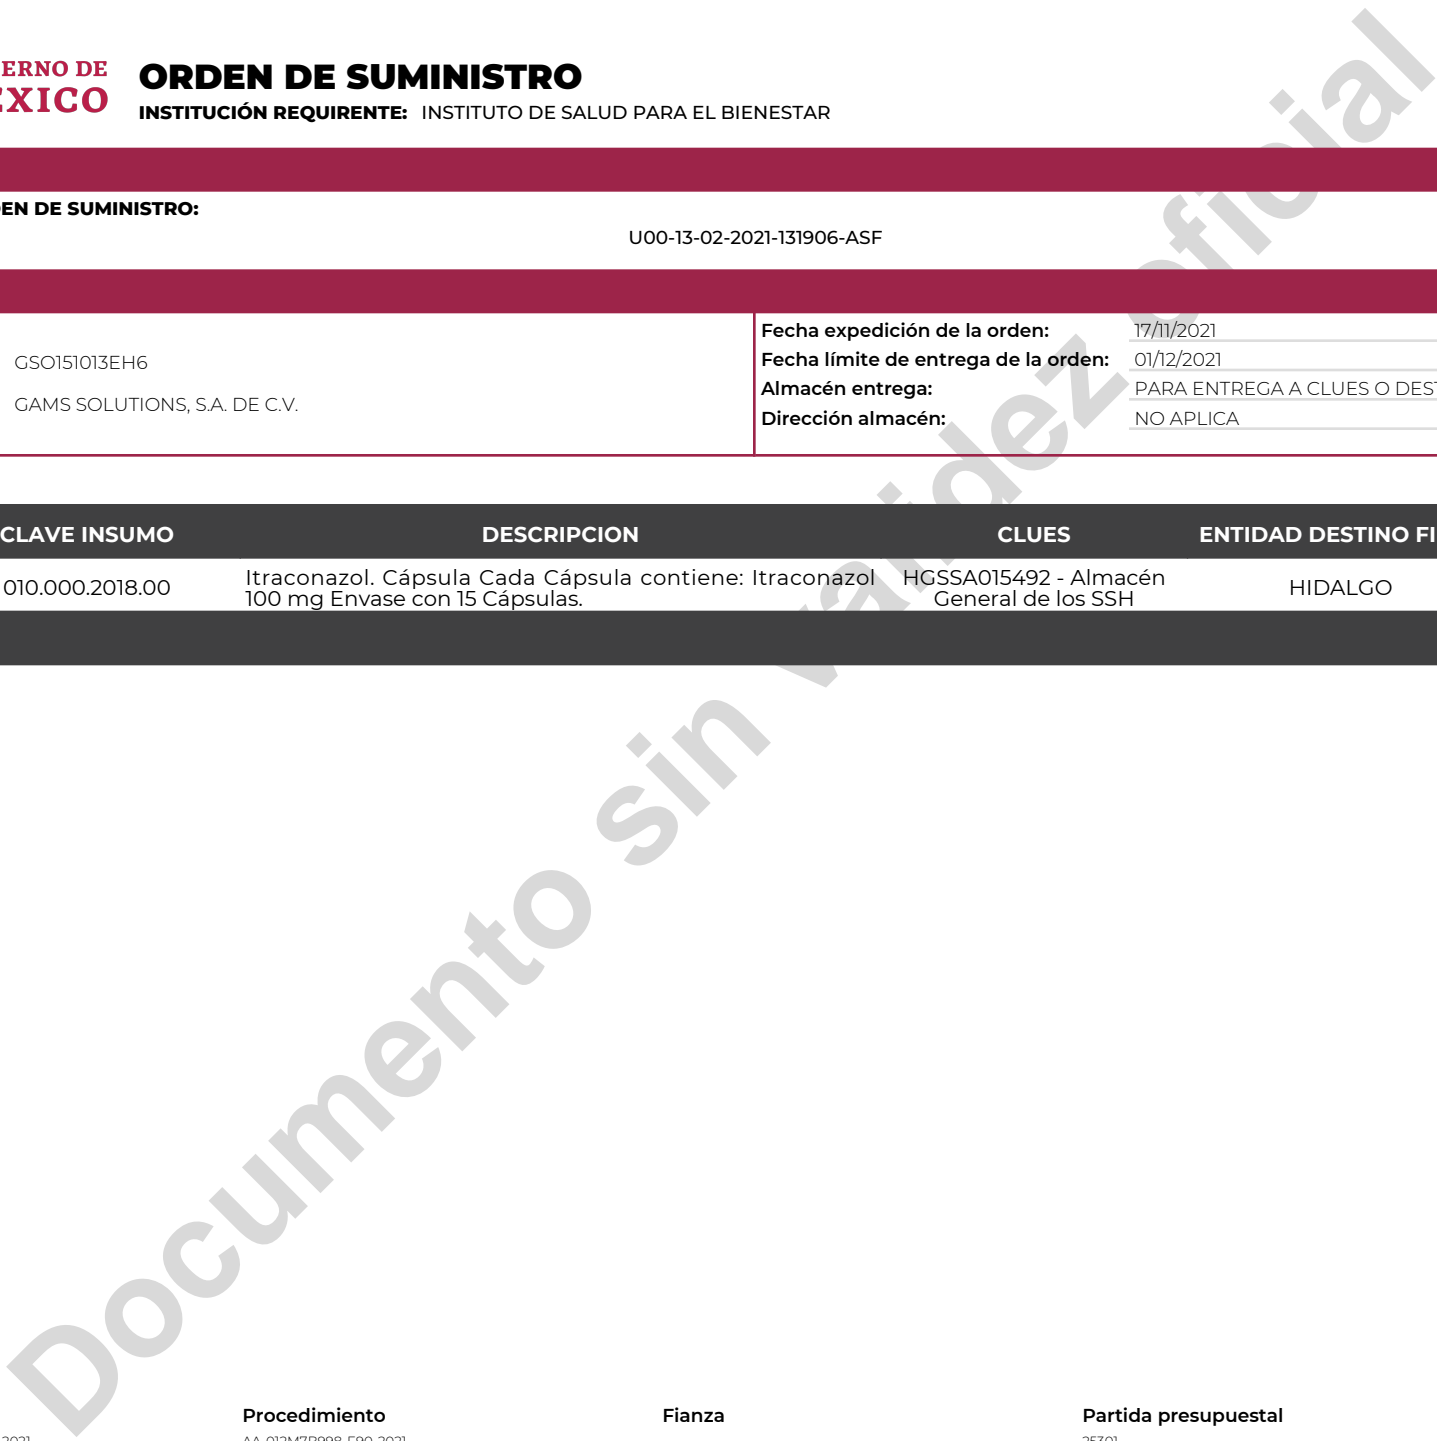 ERNO DE
EXICO
ORDEN DE SUMINISTRO
INSTITUCIÓN REQUIRENTE: INSTITUTO DE SALUD PARA EL BIENESTAR
EN DE SUMINISTRO:
U00-13-02-2021-131906-ASF
GSO151013EH6
GAMS SOLUTIONS, S.A. DE C.V.
Fecha expedición de la orden: 17/11/2021
Fecha límite de entrega de la orden: 01/12/2021
Almacén entrega: PARA ENTREGA A CLUES O DEST
Dirección almacén: NO APLICA
CLAVE INSUMO DESCRIPCION CLUES ENTIDAD DESTINO FI
010.000.2018.00 Itraconazol. Cápsula Cada Cápsula contiene: Itraconazol 
100 mg Envase con 15 Cápsulas.
HGSSA015492 - Almacén
General de los SSH
HIDALGO
Documento sin validez oficial
Procedimiento Fianza Partida presupuestal